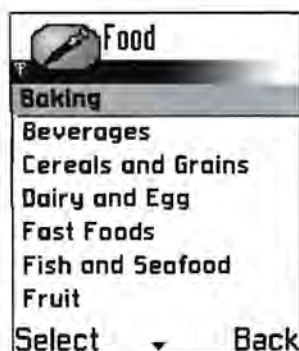 Food
Baking
Beverages
Cereals and Grains
Dairy and Egg
Fast Foods
Fish and Seafood
Fruit
Select Back